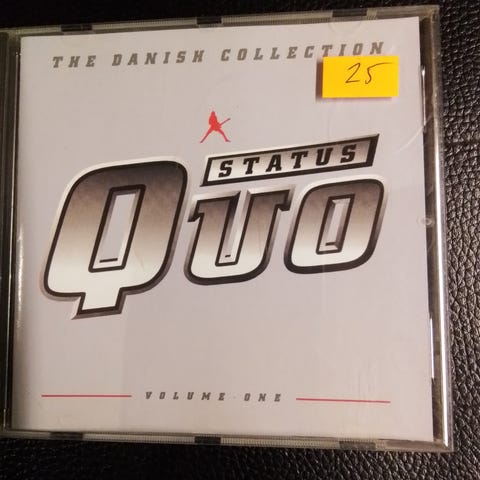 THE DANISH COLLECTION
25
STATUS
QUO
VOLUME · ONE